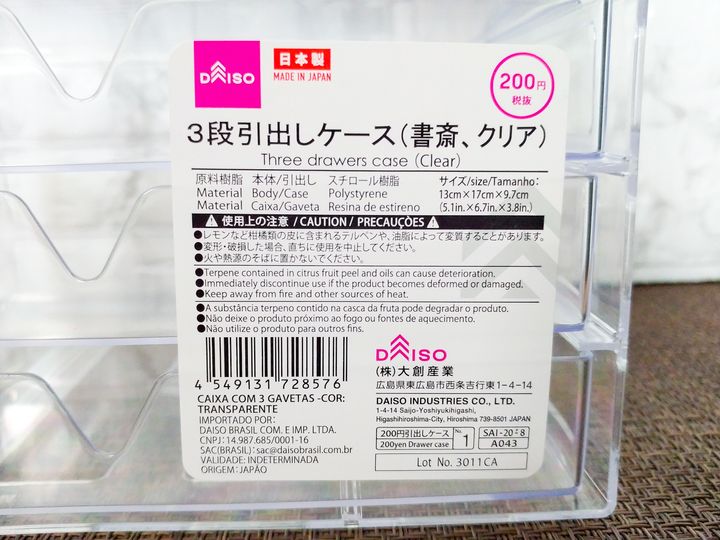 DAISO
日本製
MADE IN JAPAN
200円
税抜
3段引出しケース(書斎、クリア)
Three drawers case (Clear)
原料樹脂 本体/引出し スチロール樹脂
Material Body/Case Polystyrene
Material Caixa/Gaveta Resina de estireno
サイズ/size/Tamanho:
13cm×17cm×9.7cm
(5.1in.×6.7in.×3.8in.)
使用上の注意 / CAUTION / PRECAUÇÕES
●レモンなど柑橘類の皮に含まれるテルペンや、油脂によって変質することがあります。
●変形・破損した場合、直ちに使用を中止してください。
●火や熱源のそばに置かないでください。
●Terpene contained in citrus fruit peel and oils can cause deterioration.
●Immediately discontinue use if the product becomes deformed or damaged.
●Keep away from fire and other sources of heat.
●A substância terpeno contido na casca da fruta pode degradar o produto.
●Não deixe o produto próximo ao fogo ou fontes de aquecimento.
●Não utilize o produto para outros fins.
4 549131 728576
CAIXA COM 3 GAVETAS -COR:
TRANSPARENTE
IMPORTADO POR:
DAISO BRASIL COM. E IMP. LTDA.
CNPJ: 14.987.685/0001-16
SAC(BRASIL): sac@daisobrasil.com.br
VALIDADE: INDETERMINADA
ORIGEM: JAPÃO
DAISO
(株)大創産業
広島県東広島市西条吉行東1-4-14
DAISO INDUSTRIES CO., LTD.
1-4-14 Saijo-Yoshiyukihigashi,
Higashihiroshima-City, Hiroshima 739-8501 JAPAN
200円引出しケース
200yen Drawer case
No. 1
A043
Lot No. 3011CA